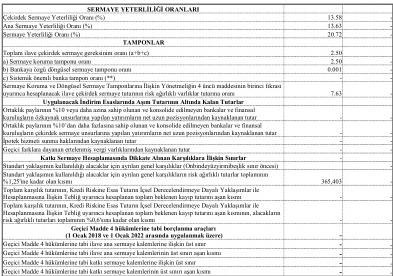 SERMAYE YETERLİLİĞİ ORANLARI
Çekirdek Sermaye Yeterliliği Oranı (%) 13.58 -
Ana Sermaye Yeterliliği Oranı (%) 13.63 -
Sermaye Yeterliliği Oranı (%) 20.72 -
TAMPONLAR
Toplam ilave çekirdek sermaye gereksinimi oranı (a+b+c) 2.50 -
a) Sermaye koruma tamponu oranı 2.50 -
b) Bankaya özgü döngüsel sermaye tamponu oranı 0.001 -
c) Sistemik önemli banka tamponu oranı (**) - -
Sermaye Koruma ve Döngüsel Sermaye Tamponlarına İlişkin Yönetmeliğin 4 üncü maddesinin birinci fıkrası
uyarınca hesaplanacak ilave çekirdek sermaye tutarının risk ağırlıklı varlıklar tutarına oranı 7.63 -
Uygulanacak İndirim Esaslarında Aşım Tutarının Altında Kalan Tutarlar
Ortaklık paylarının %10 veya daha azına sahip olunan ve konsolide edilmeyen bankalar ve finansal
kuruluşların özkaynak unsurlarına yapılan yatırımların net uzun pozisyonlarından kaynaklanan tutar - -
Ortaklık paylarının %10'dan daha fazlasına sahip olunan ve konsolide edilmeyen bankalar ve finansal
kuruluşların çekirdek sermaye unsurlarına yapılan yatırımların net uzun pozisyonlarından kaynaklanan tutar - -
İpotek hizmeti sunma haklarından kaynaklanan tutar - -
Geçici farklara dayanan ertelenmiş vergi varlıklarından kaynaklanan tutar - -
Katkı Sermaye Hesaplamasında Dikkate Alınan Karşılıklara İlişkin Sınırlar
Standart yaklaşımın kullanıldığı alacaklar için ayrılan genel karşılıklar (Onbindeyüzyirmibeşlik sınır öncesi) - -
Standart yaklaşımın kullanıldığı alacaklar için ayrılan genel karşılıkların risk ağırlıklı tutarlar toplamının
%1,25'ine kadar olan kısmı 365,403 -
Toplam karşılık tutarının, Kredi Riskine Esas Tutarın İçsel Derecelendirmeye Dayalı Yaklaşımlar ile
Hesaplanmasına İlişkin Tebliğ uyarınca hesaplanan toplam beklenen kayıp tutarını aşan kısmı - -
Toplam karşılık tutarının, Kredi Riskine Esas Tutarın İçsel Derecelendirmeye Dayalı Yaklaşımlar ile
Hesaplanmasına İlişkin Tebliğ uyarınca hesaplanan toplam beklenen kayıp tutarını aşan kısmının, alacakların
risk ağırlıklı tutarları toplamının %0,6'sına kadar olan kısmı - -
Geçici Madde 4 hükümlerine tabi borçlanma araçları
(1 Ocak 2018 ve 1 Ocak 2022 arasında uygulanmak üzere) - -
Geçici Madde 4 hükümlerine tabi ilave ana sermaye kalemlerine ilişkin üst sınır - -
Geçici Madde 4 hükümlerine tabi ilave ana sermaye kalemlerinin üst sınırı aşan kısmı - -
Geçici Madde 4 hükümlerine tabi katkı sermaye kalemlerine ilişkin üst sınır - -
Geçici Madde 4 hükümlerine tabi katkı sermaye kalemlerinin üst sınırı aşan kısmı - -